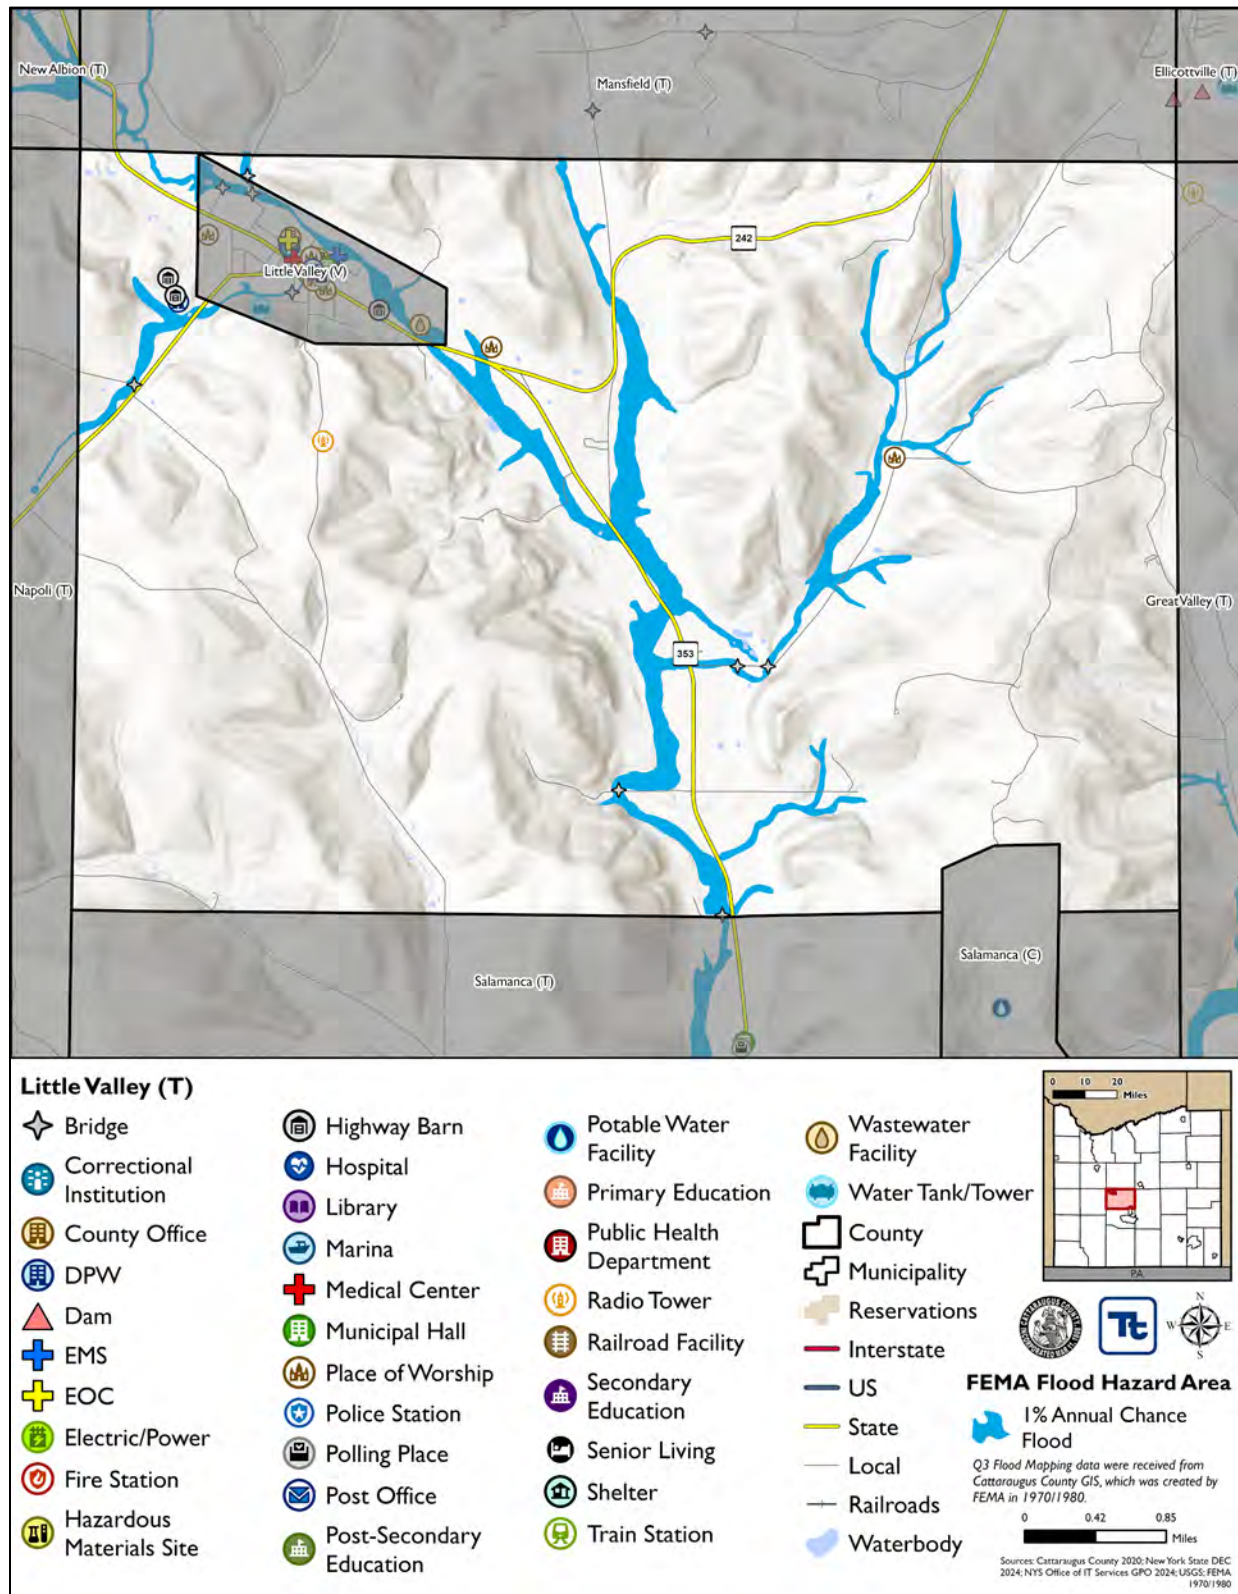 New Albion (T)
Mansfield (T)
Ellicottville (T)
242
Little Valley (V)
Napoli (T)
Great Valley (T)
353
Salamanca (C)
Salamanca (T)
Little Valley (T)
Bridge
Correctional
Institution
County Office
DPW
Dam
EMS
EOC
Electric/Power
Fire Station
Hazardous
Materials Site
Highway Barn
Hospital
Library
Marina
Medical Center
Municipal Hall
Place of Worship
Police Station
Polling Place
Post Office
Post-Secondary
Education
Potable Water
Facility
Primary Education
Public Health
Department
Radio Tower
Railroad Facility
Secondary
Education
Senior Living
Shelter
Train Station
Wastewater
Facility
Water Tank/Tower
County
Municipality
Reservations
Interstate
US
State
Local
Railroads
Waterbody
0 10 20
Miles
PA
Tt
N
W E
S
FEMA Flood Hazard Area
1% Annual Chance
Flood
Q3 Flood Mapping data were received from
Cattaraugus County GIS, which was created by
FEMA in 1970/1980.
0 0.42 0.85
Miles
Sources: Cattaraugus County 2020; New York State DEC
2024; NYS Office of IT Services GPO 2024; USGS; FEMA
1970/1980